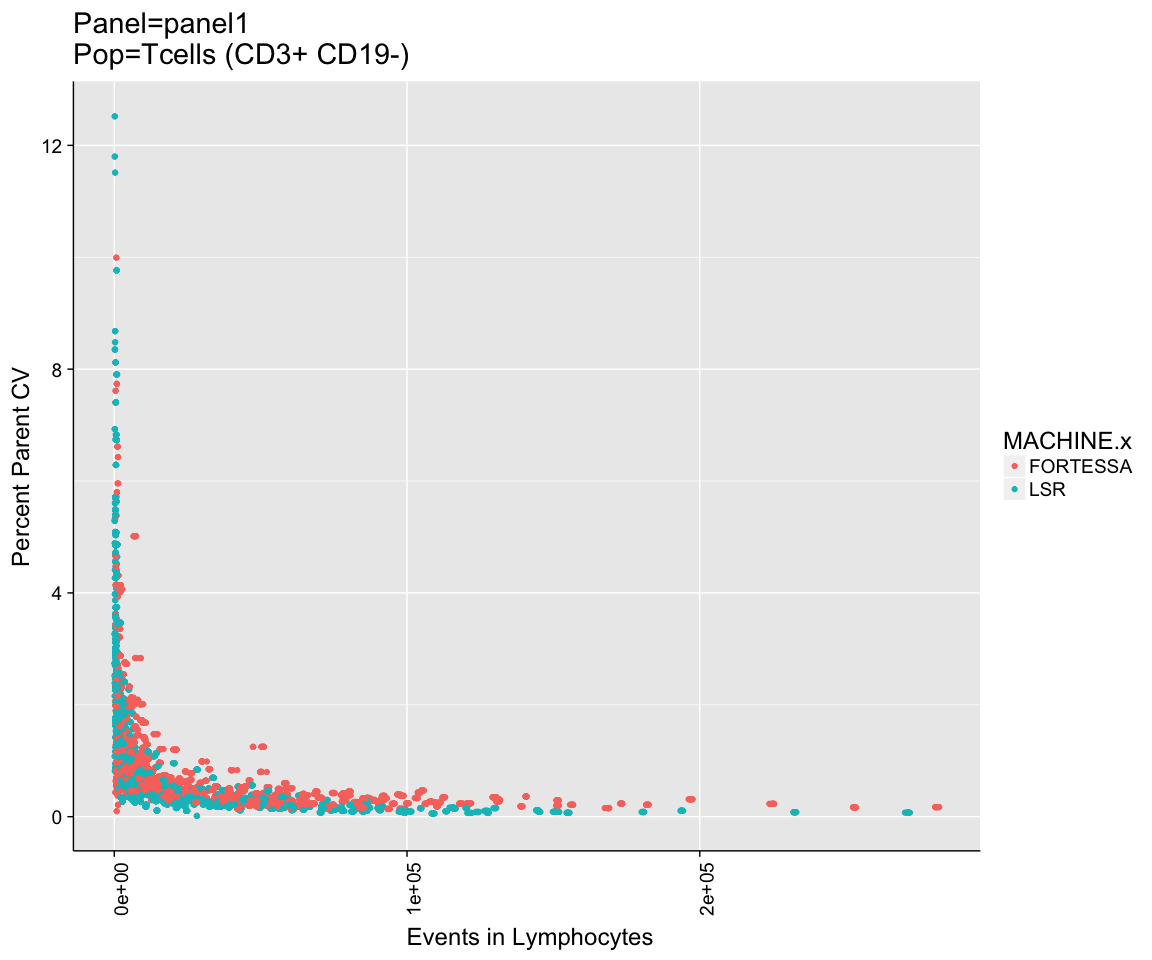 Panel=panel1
Pop=Tcells (CD3+ CD19-)
Percent Parent CV
12
8
4
0
0e+00
1e+05
2e+05
Events in Lymphocytes
MACHINE.x
FORTESSA
LSR